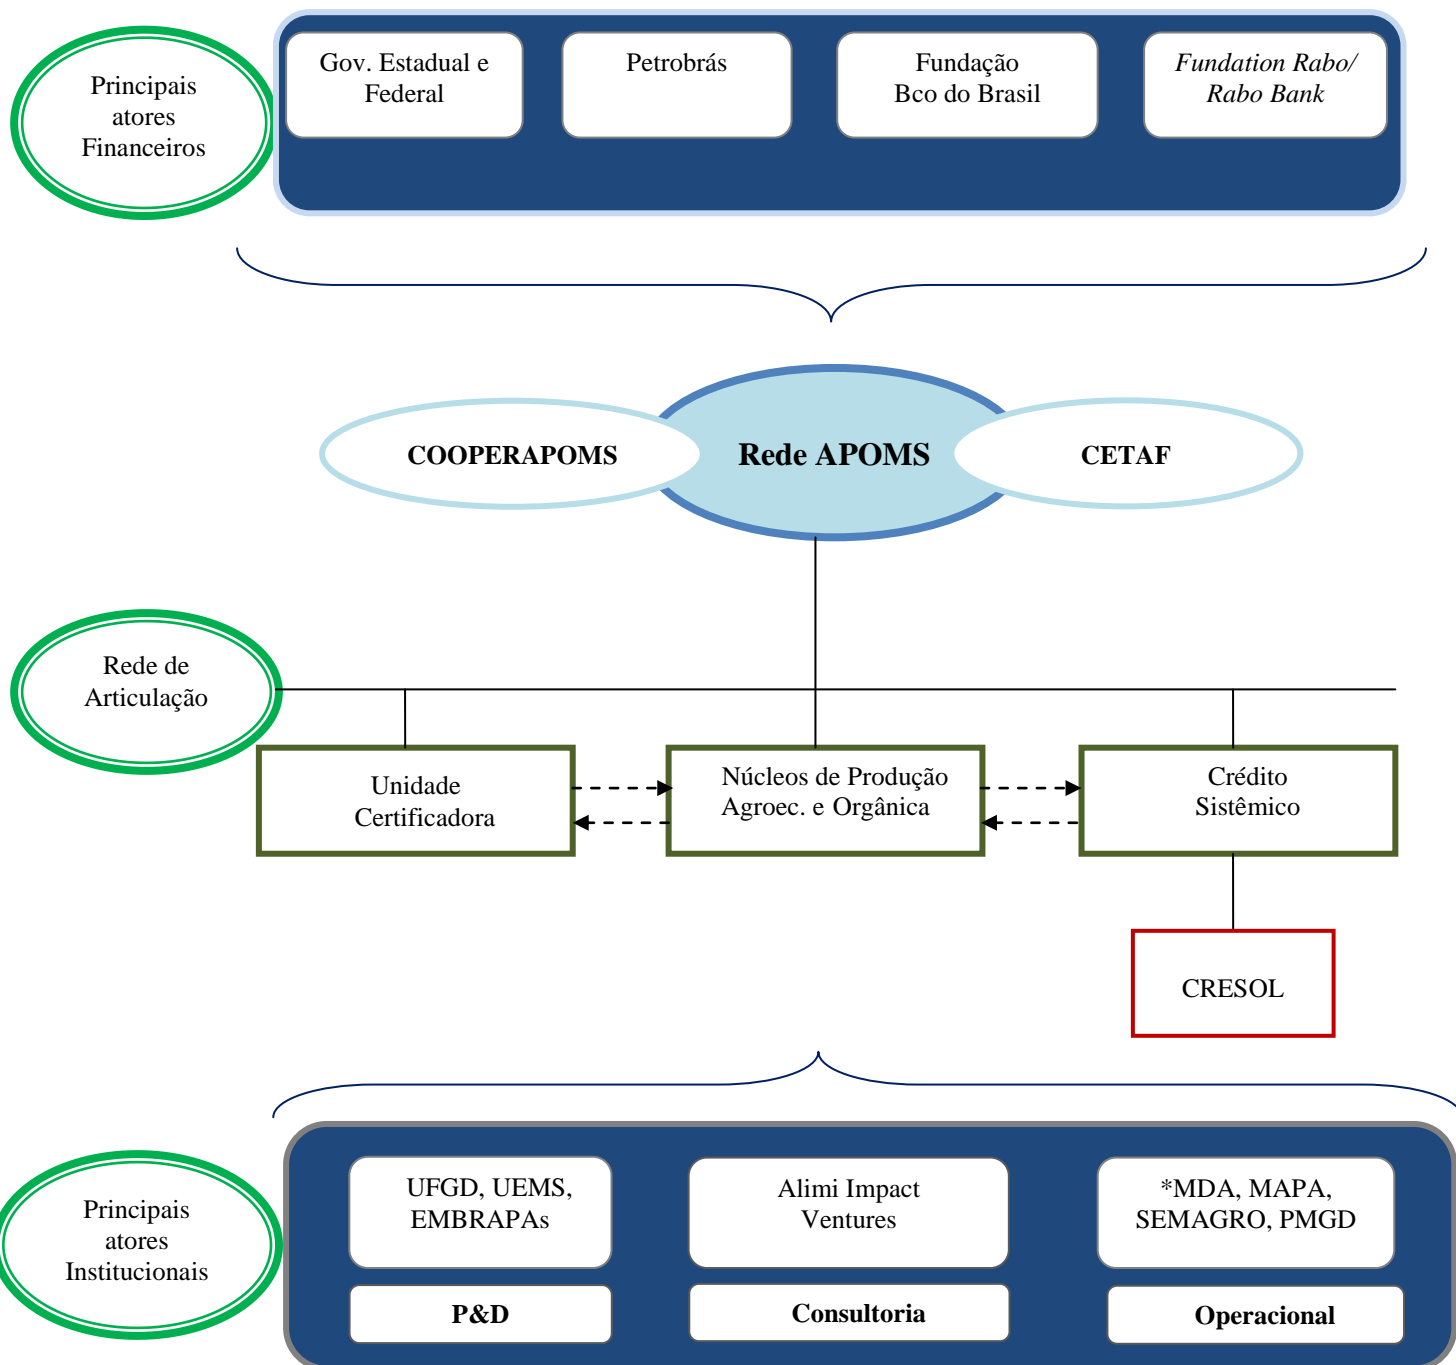 Principais
atores
Financeiros
Gov. Estadual e
Federal
Petrobrás
Fundação
Bco do Brasil
Fundation Rabo/
Rabo Bank
COOPERAPOMS
Rede APOMS
CETAF
Rede de
Articulação
Unidade
Certificadora
Núcleos de Produção
Agroec. e Orgânica
Crédito
Sistêmico
CRESOL
Principais
atores
Institucionais
UFGD, UEMS,
EMBRAPAs
Alimi Impact
Ventures
*MDA, MAPA,
SEMAGRO, PMGD
P&D
Consultoria
Operacional